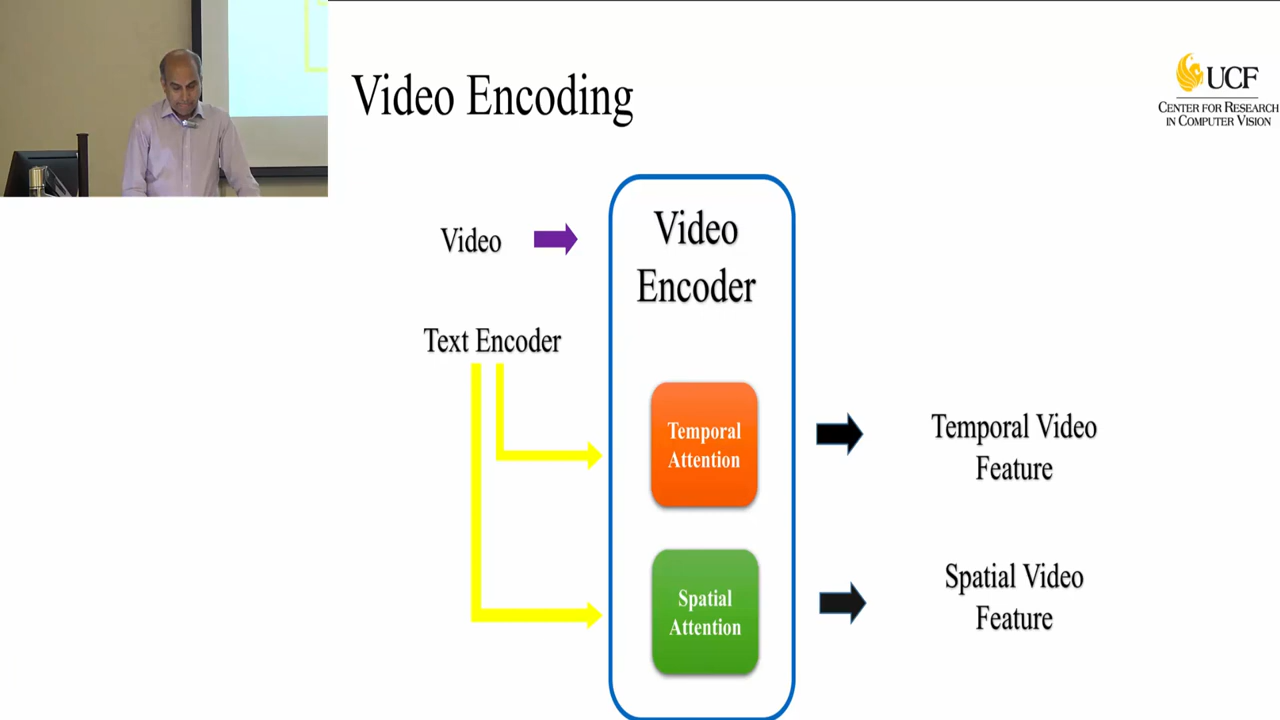 Video Encoding
UCF
CENTER FOR RESEARCH
IN COMPUTER VISION
Video
Video
Encoder
Text Encoder
Temporal
Attention
Temporal Video
Feature
Spatial
Attention
Spatial Video
Feature